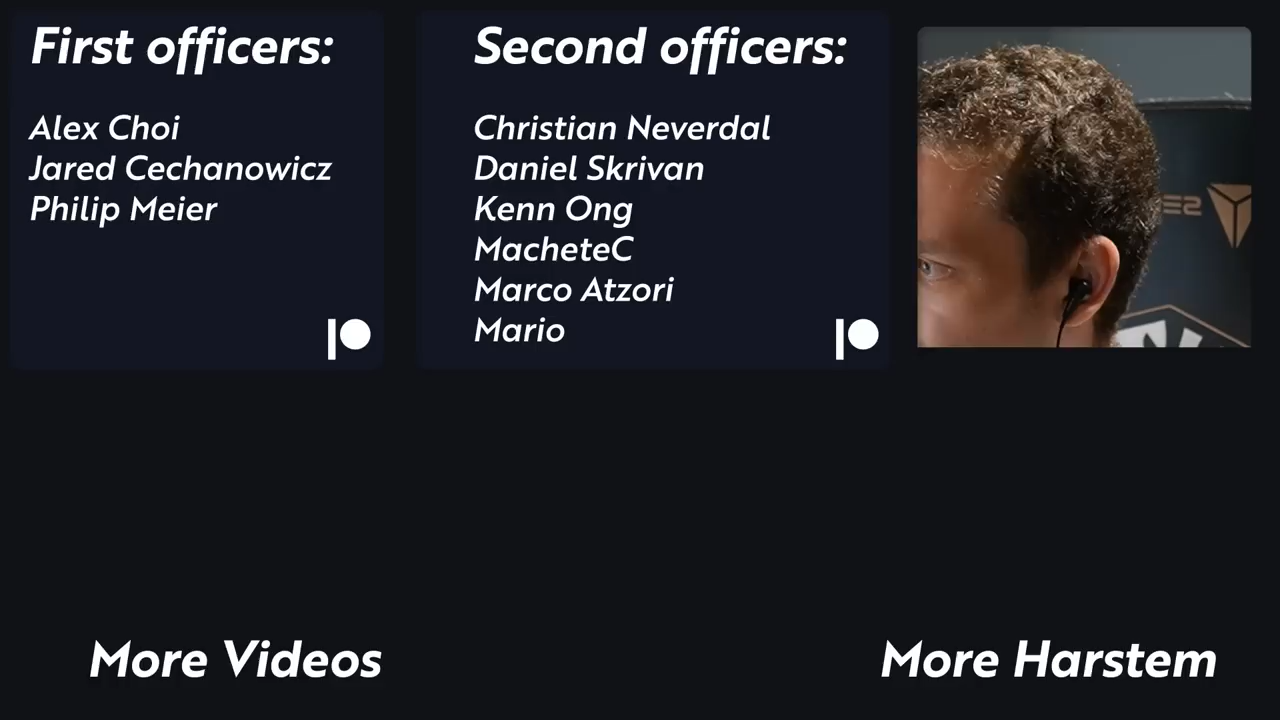 First officers:
Alex Choi
Jared Cechanowicz
Philip Meier
Second officers:
Christian Neverdal
Daniel Skrivan
Kenn Ong
MacheteC
Marco Atzori
Mario
More Videos
More Harstem